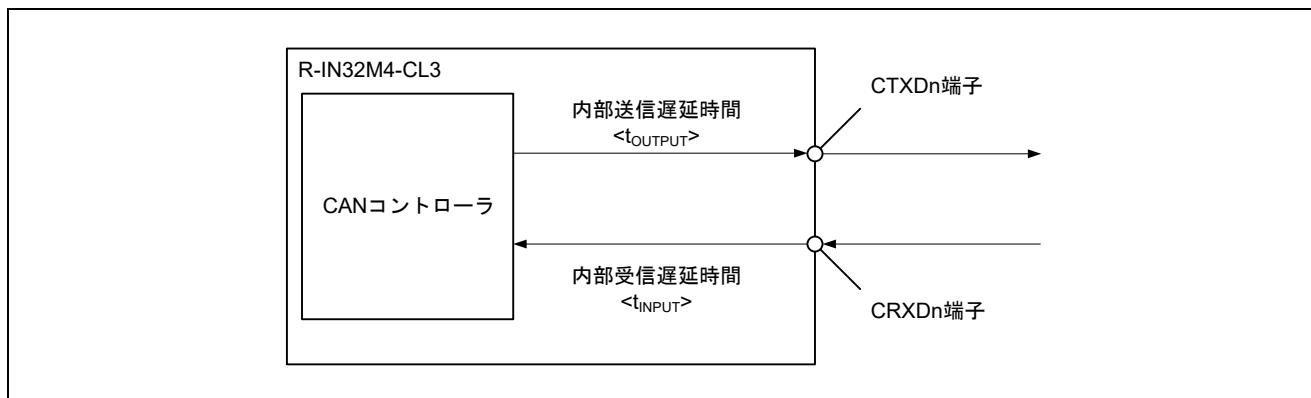 R-IN32M4-CL3
CTXDn端子
内部送信遅延時間
<tOUTPUT>
CANコントローラ
内部受信遅延時間
<tINPUT>
CRXDn端子